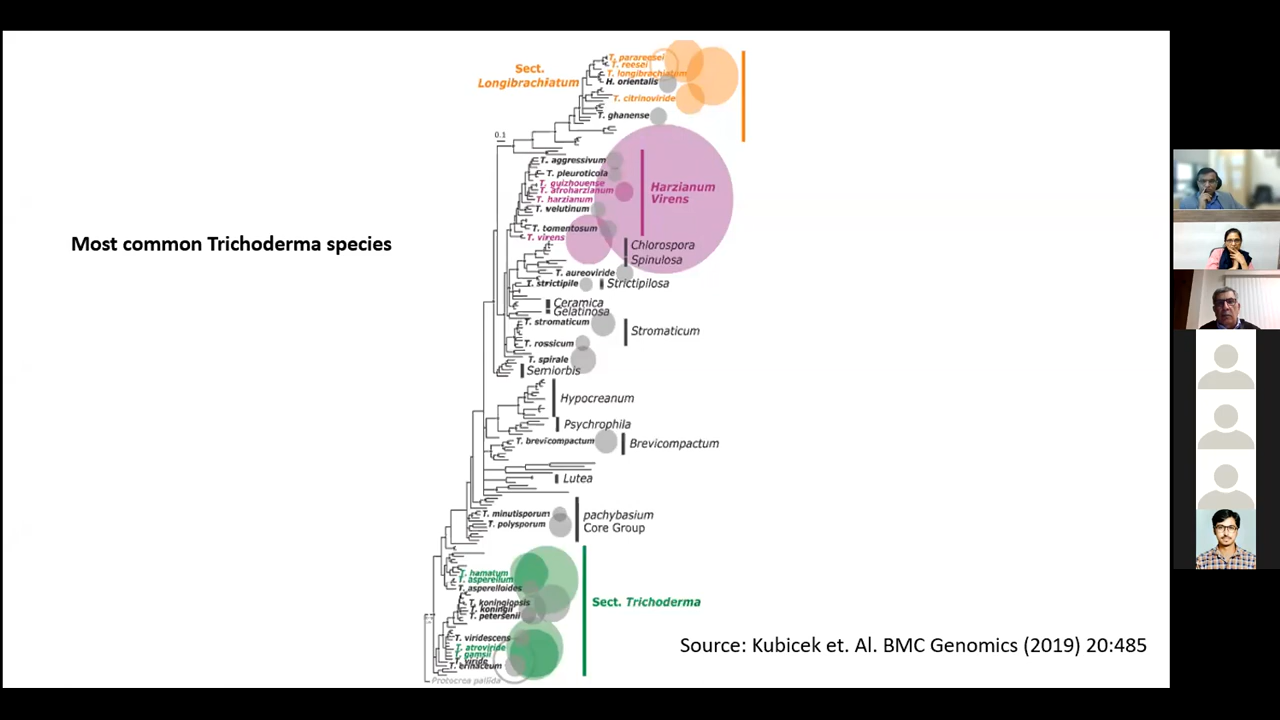 Sect.
Longibrachiatum
T. parareesei
T. reesei
T. longibrachiatum
H. orientalis
T. citrinoviride
T. ghanense
0.1
T. aggressivum
T. pleuroticola
T. guizhouense
T. afroharzianum
T. harzianum
T. velutinum
T. tomentosum
T. virens
Harzianum
Virens
Most common Trichoderma species
Chlorospora
Spinulosa
T. aureoviride
T. strictipile
Strictipilosa
Ceramica
Gelatinosa
T. stromaticum
Stromaticum
T. rossicum
T. spirale
Semiorbis
Hypocreanum
Psychrophila
T. brevicompactum
Brevicompactum
Lutea
T. minutisporum
T. polysporum
pachybasium
Core Group
T. hamatum
T. asperellum
T. asperelloides
T. koningiopsis
T. koningii
T. petersenii
Sect. Trichoderma
T. viridescens
T. atroviride
T. gamsii
T. viride
T. erinaceum
Protocrea pallida
Source: Kubicek et. Al. BMC Genomics (2019) 20:485